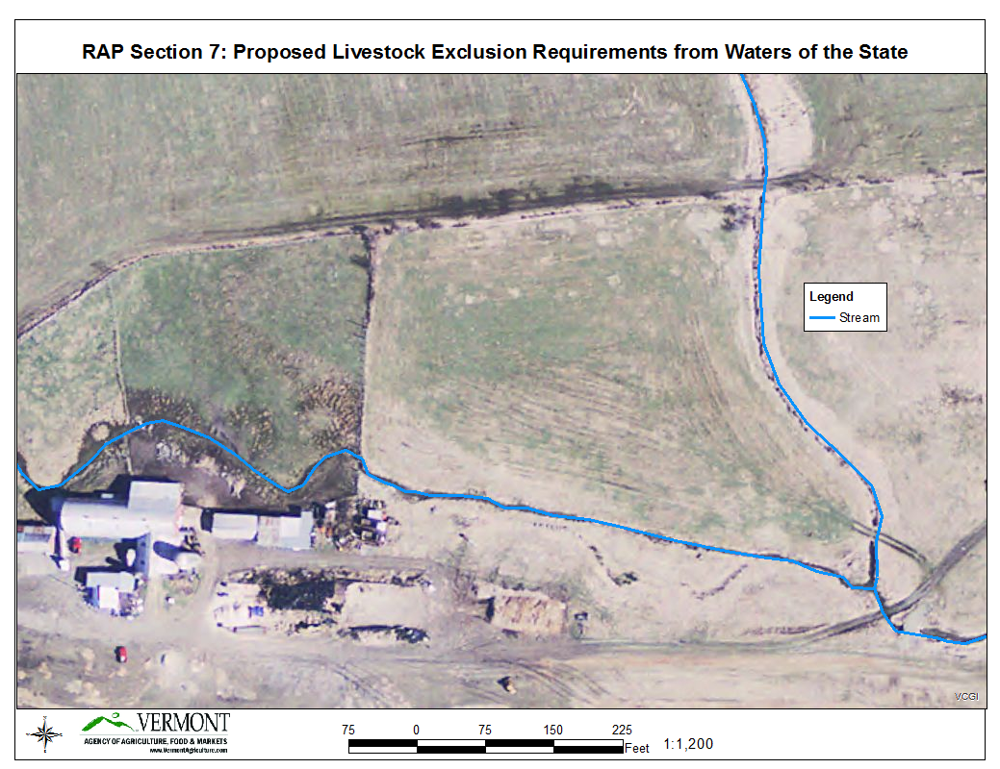 RAP Section 7: Proposed Livestock Exclusion Requirements from Waters of the State
Legend
Stream
VCGI
VERMONT
AGENCY OF AGRICULTURE, FOOD & MARKETS
www.VermontAgriculture.com
75 0 75 150 225
Feet
1:1,200